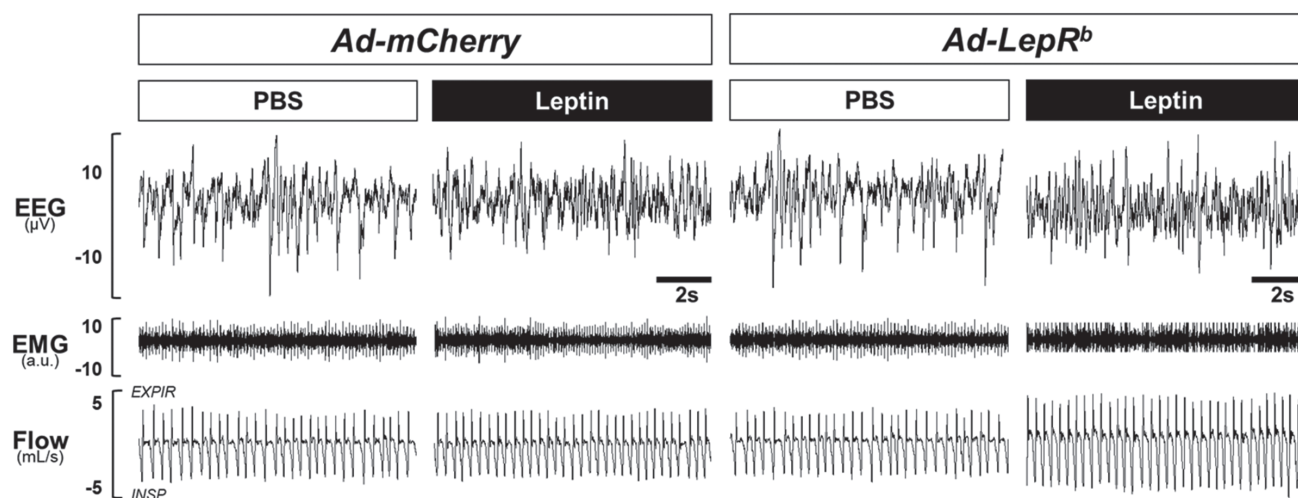 Ad-mCherry
Ad-LepRᵇ
PBS
Leptin
PBS
Leptin
EEG
(µV)
10
-10
2s
2s
EMG
(a.u.)
10
-10
EXPIR
Flow
(mL/s)
5
-5
INSP